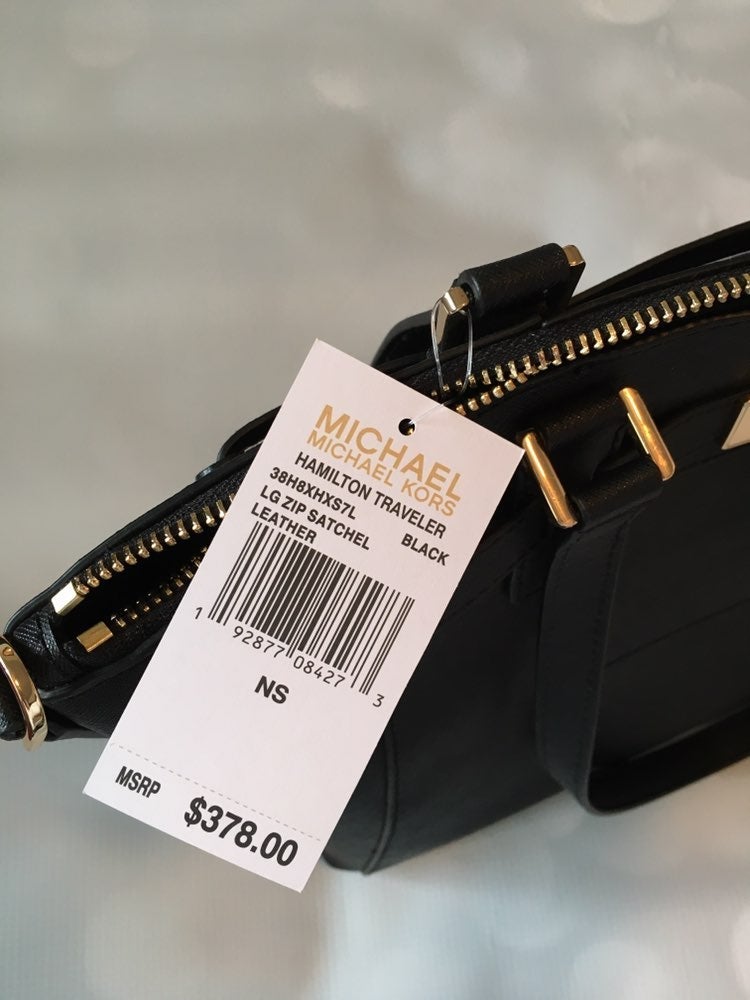 MICHAEL
MICHAEL KORS
HAMILTON TRAVELER
38H8XHXS7L
LG ZIP SATCHEL BLACK
LEATHER
1 92877 08427 3
NS
MSRP $378.00